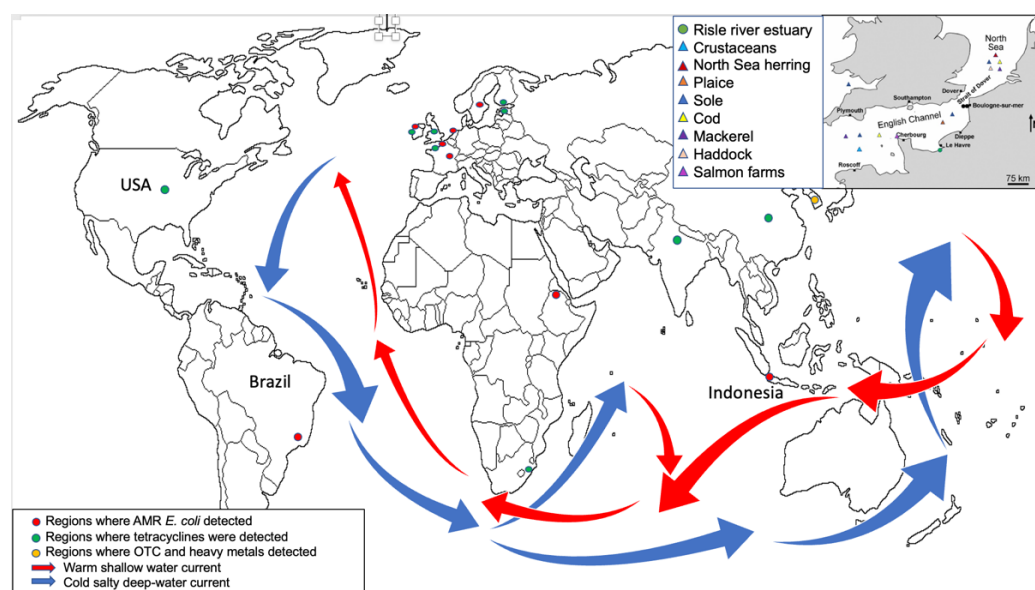 Risle river estuary
Crustaceans
North Sea herring
Plaice
Sole
Cod
Mackerel
Haddock
Salmon farms
North
Sea
Strait of Dover
Dover
Southampton
Boulogne-sur-mer
Plymouth
English Channel
Dieppe
Cherbourg
Le Havre
Roscoff
75 km
USA
Brazil
Indonesia
Regions where AMR E. coli detected
Regions where tetracyclines were detected
Regions where OTC and heavy metals detected
Warm shallow water current
Cold salty deep-water current